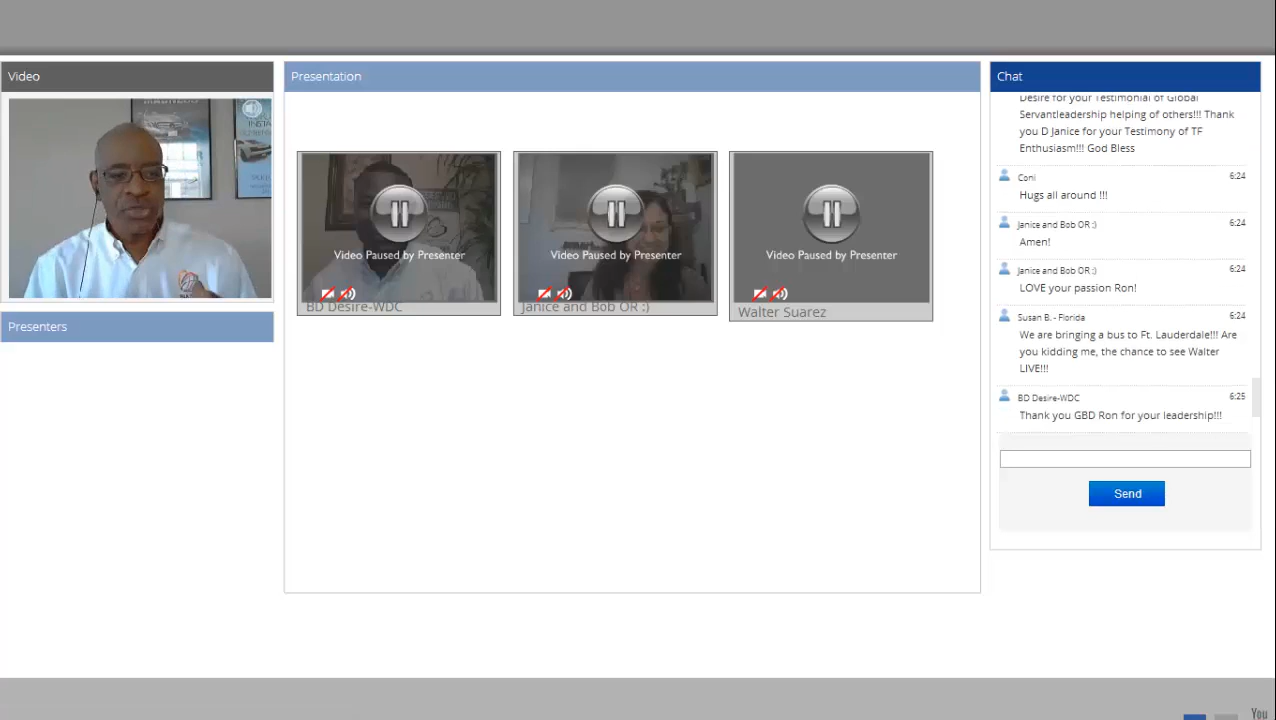 Video
Presentation
Video Paused by Presenter
BD Desire-WDC
Video Paused by Presenter
Janice and Bob OR :)
Video Paused by Presenter
Walter Suarez
Presenters
Chat
Desire for your Testimonial of Global
Servantleadership helping of others!!! Thank
you D Janice for your Testimony of TF
Enthusiasm!!! God Bless
Coni 6:24
Hugs all around !!!
Janice and Bob OR :) 6:24
Amen!
Janice and Bob OR :) 6:24
LOVE your passion Ron!
Susan B. - Florida 6:24
We are bringing a bus to Ft. Lauderdale!!! Are
you kidding me, the chance to see Walter
LIVE!!!
BD Desire-WDC 6:25
Thank you GBD Ron for your leadership!!!
Send
You